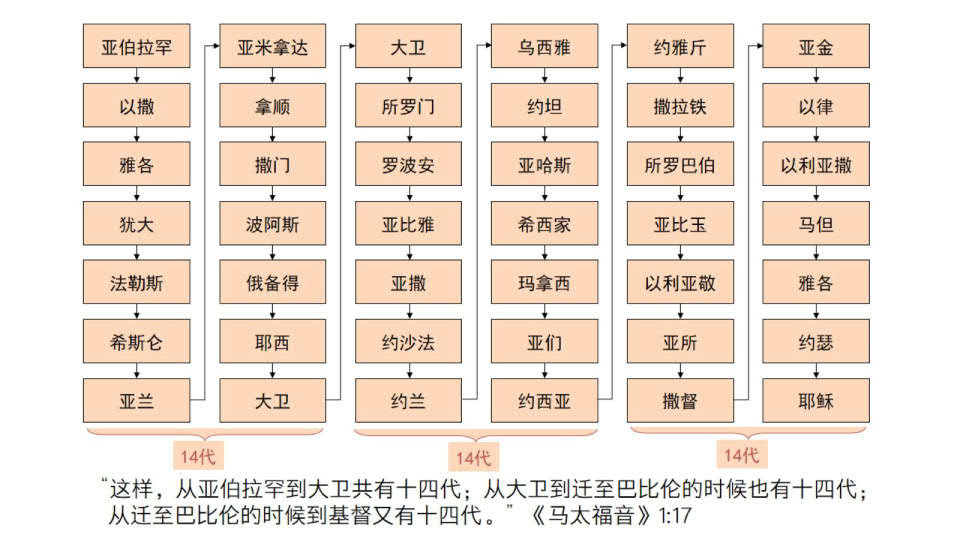 亚伯拉罕
以撒
雅各
犹大
法勒斯
希斯仑
亚兰
亚米拿达
拿顺
撒门
波阿斯
俄备得
耶西
大卫
大卫
所罗门
罗波安
亚比雅
亚撒
约沙法
约兰
乌西雅
约坦
亚哈斯
希西家
玛拿西
亚们
约西亚
约雅斤
撒拉铁
所罗巴伯
亚比玉
以利亚敬
亚所
撒督
亚金
以律
以利亚撒
马但
雅各
约瑟
耶稣
14代
14代
14代
“这样，从亚伯拉罕到大卫共有十四代；从大卫到迁至巴比伦的时候也有十四代；
从迁至巴比伦的时候到基督又有十四代。”《马太福音》1:17